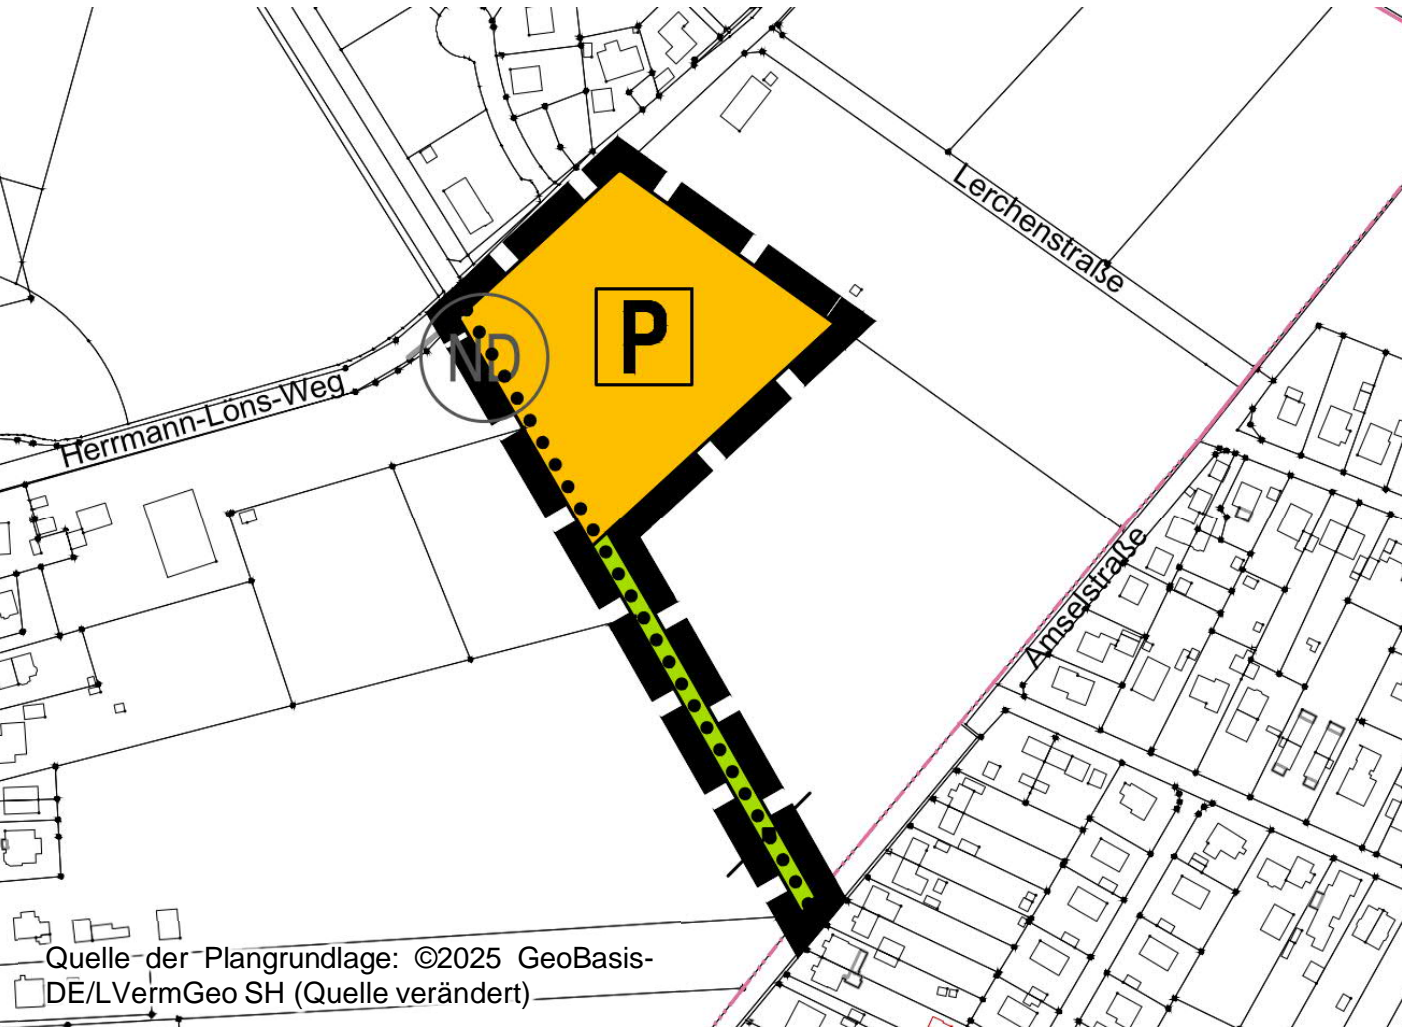 Lerchenstraße
P
ND
Herrmann-Löns-Weg
Amselstraße
Quelle der Plangrundlage: ©2025 GeoBasis-
DE/LVermGeo SH (Quelle verändert)